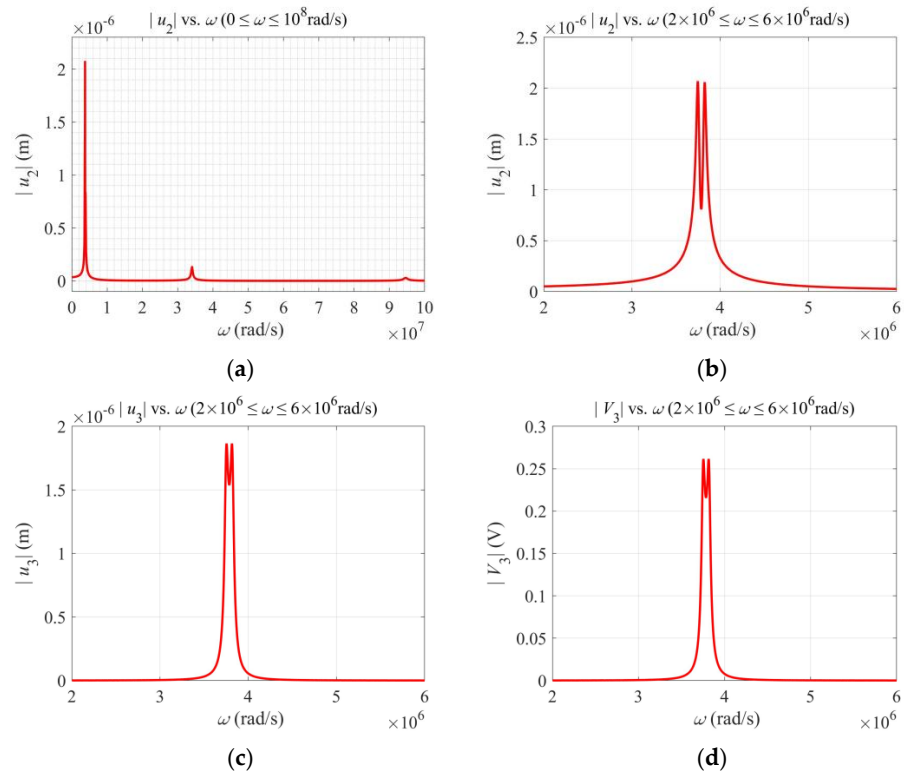 ×10⁻⁶ | u₂| vs. ω (0 ≤ ω ≤ 10⁸rad/s)
2
1.5
1
0.5
0
| u₂| (m)
0 1 2 3 4 5 6 7 8 9 10
ω (rad/s) ×10⁷
(a)
×10⁻⁶ | u₂| vs. ω (2×10⁶ ≤ ω ≤ 6×10⁶rad/s)
2.5
2
1.5
1
0.5
0
| u₂| (m)
2 3 4 5 6
ω (rad/s) ×10⁶
(b)
×10⁻⁶ | u₃| vs. ω (2×10⁶ ≤ ω ≤ 6×10⁶rad/s)
2
1.5
1
0.5
0
| u₃| (m)
2 3 4 5 6
ω (rad/s) ×10⁶
(c)
| V₃| vs. ω (2×10⁶ ≤ ω ≤ 6×10⁶rad/s)
0.3
0.25
0.2
0.15
0.1
0.05
0
| V₃| (V)
2 3 4 5 6
ω (rad/s) ×10⁶
(d)